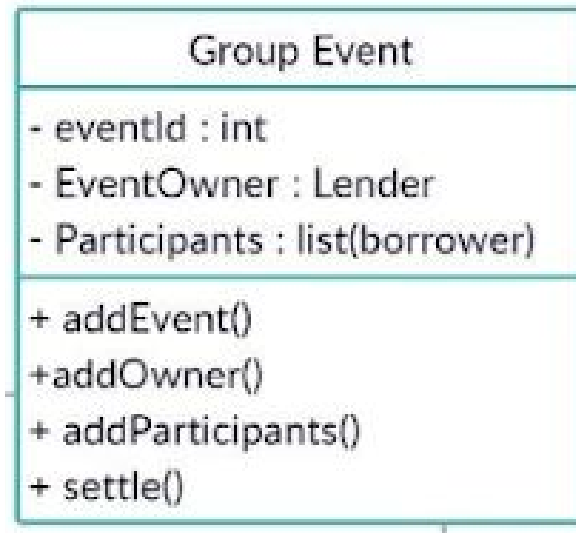 Group Event
- eventId : int
- EventOwner : Lender
- Participants : list(borrower)
+ addEvent()
+addOwner()
+ addParticipants()
+ settle()